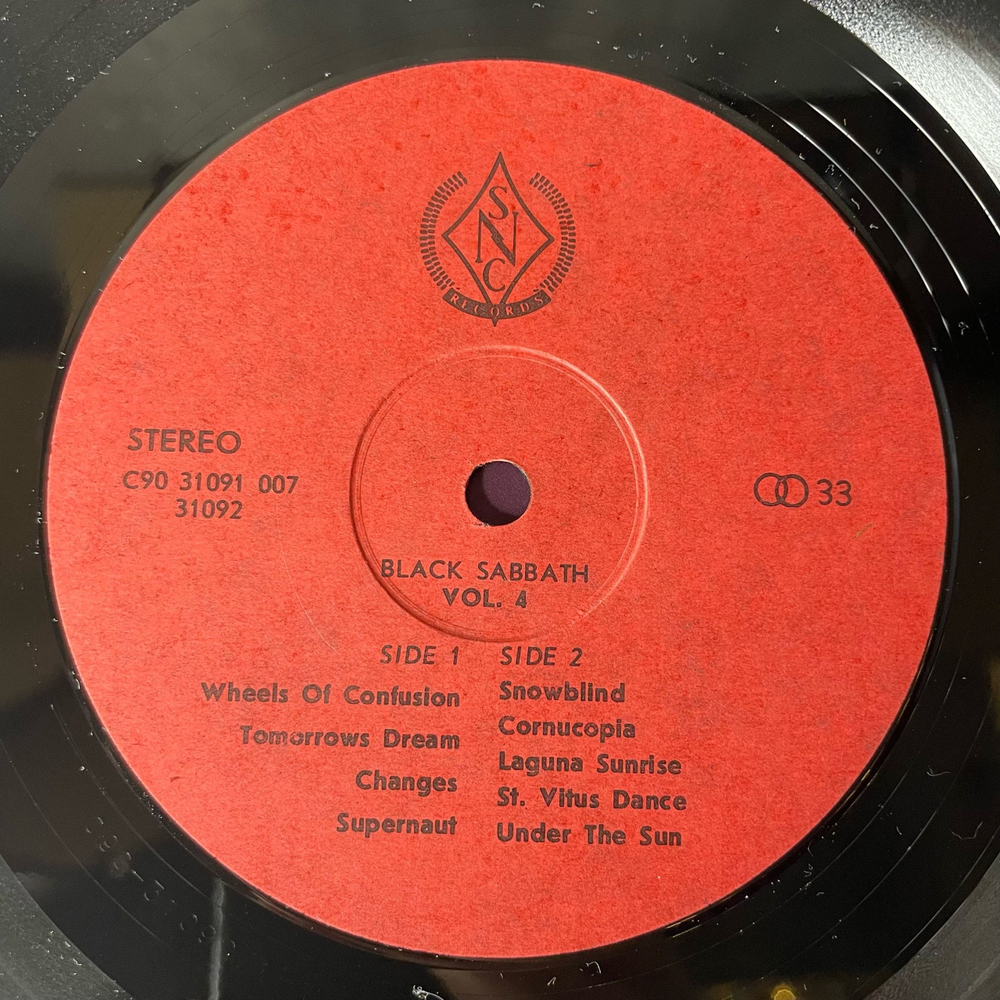 SNC
RECORDS
STEREO
C90 31091 007
31092
33
BLACK SABBATH
VOL. 4
SIDE 1
Wheels Of Confusion
Tomorrows Dream
Changes
Supernaut
SIDE 2
Snowblind
Cornucopia
Laguna Sunrise
St. Vitus Dance
Under The Sun